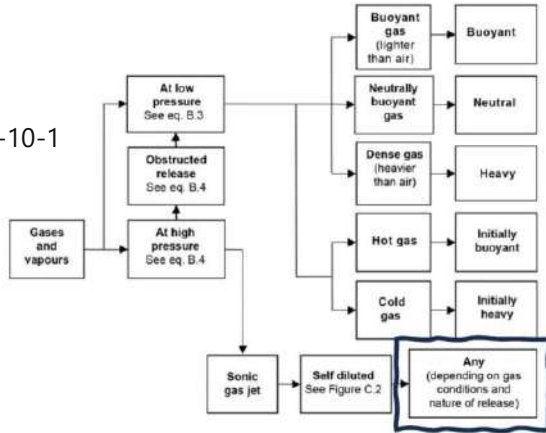 -10-1
Gases
and
vapours
At low
pressure
See eq. B.3
Obstructed
release
See eq. B.4
At high
pressure
See eq. B.4
Buoyant
gas
(lighter
than air)
Buoyant
Neutrally
buoyant
gas
Neutral
Dense gas
(heavier
than air)
Heavy
Hot gas
Initially
buoyant
Cold
gas
Initially
heavy
Sonic
gas jet
Self diluted
See Figure C.2
Any
(depending on gas
conditions and
nature of release)